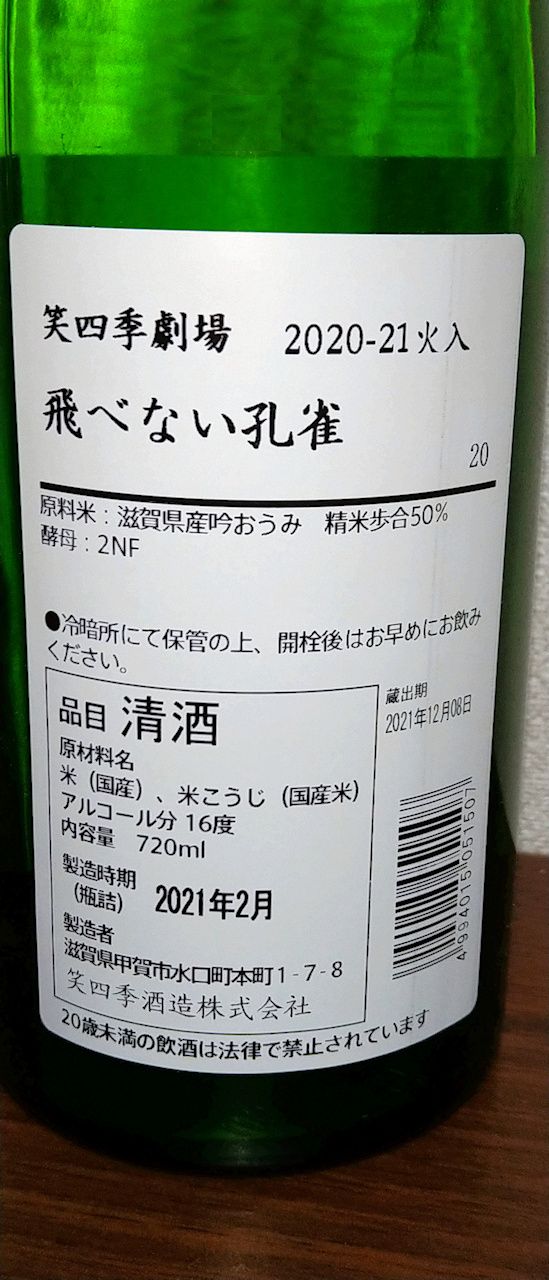 笑四季劇場　2020-21火入
飛べない孔雀
20
原料米：滋賀県産吟おうみ　精米歩合50%
酵母：2NF
●冷暗所にて保管の上、開栓後はお早めにお飲み
ください。
品目 清酒
原材料名
米（国産）、米こうじ（国産米）
アルコール分 16度
内容量　720ml
製造時期
（瓶詰）　2021年2月
製造者
滋賀県甲賀市水口町本町1-7-8
笑四季酒造株式会社
蔵出期
2021年12月08日
4994015051507
20歳未満の飲酒は法律で禁止されています